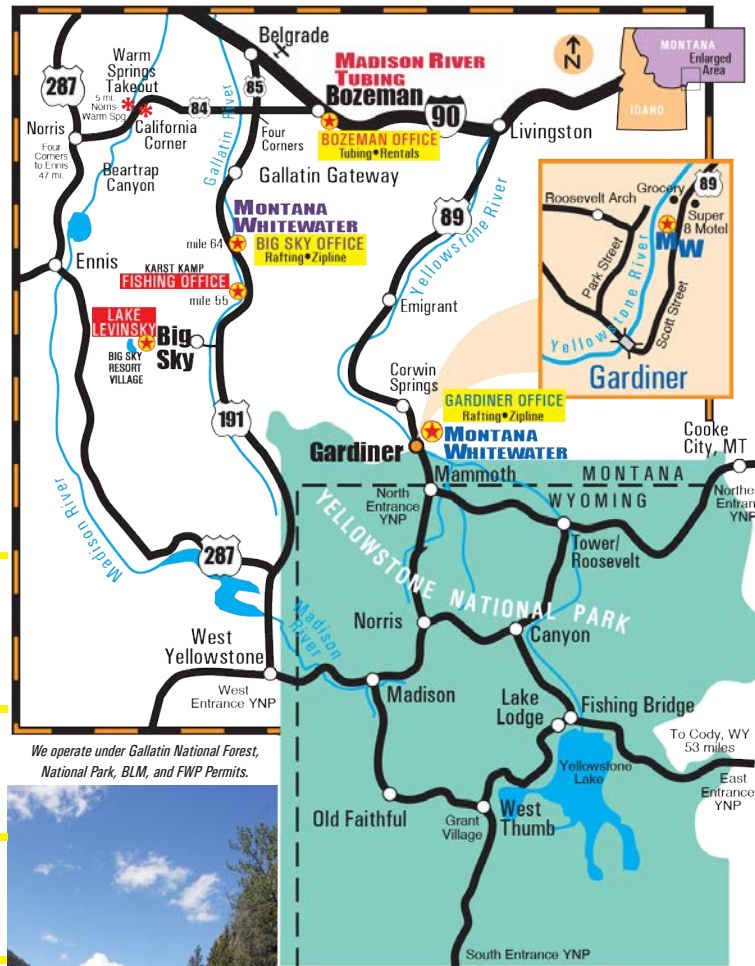 Belgrade
MONTANA
Enlarged
Area
IDAHO
N
Warm
Springs
Takeout
287
5 mi.
Norris
Warm Spg
85
84
MADISON RIVER
TUBING
Bozeman
90
Norris
California
Corner
Four
Corners
BOZEMAN OFFICE
Tubing•Rentals
Livingston
Four
Corners
to Ennis
47 mi.
Beartrap
Canyon
Gallatin River
Gallatin Gateway
89
Yellowstone River
MONTANA
WHITEWATER
mile 64
BIG SKY OFFICE
Rafting•Zipline
Ennis
KARST KAMP
FISHING OFFICE
mile 55
Emigrant
LAKE
LEVINSKY
Big
Sky
BIG SKY
RESORT
VILLAGE
Grocery
89
Roosevelt Arch
Super
8 Motel
MW
Park Street
Scott Street
Yellowstone River
Gardiner
Corwin
Springs
191
GARDINER OFFICE
Rafting•Zipline
Gardiner
MONTANA
WHITEWATER
Cooke
City, MT
Mammoth
MONTANA
North
Entrance
YNP
WYOMING
Northe
Entran
YNP
Tower/
Roosevelt
YELLOWSTONE NATIONAL PARK
Madison River
287
Norris
Canyon
West
Yellowstone
Madison
River
West
Entrance YNP
Madison
Lake
Lodge
Fishing Bridge
To Cody, WY
53 miles
Yellowstone
Lake
East
Entrance
YNP
We operate under Gallatin National Forest,
National Park, BLM, and FWP Permits.
Old Faithful
Grant
Village
West
Thumb
South Entrance YNP